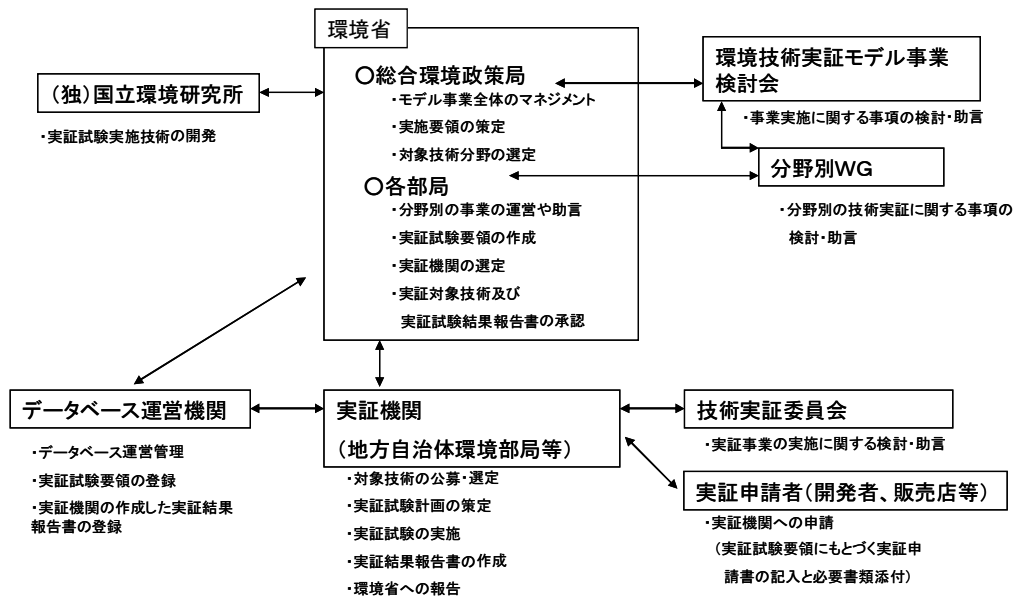 環境省
○総合環境政策局
・モデル事業全体のマネジメント
・実施要領の策定
・対象技術分野の選定
○各部局
・分野別の事業の運営や助言
・実証試験要領の作成
・実証機関の選定
・実証対象技術及び
実証試験結果報告書の承認
(独)国立環境研究所
・実証試験実施技術の開発
環境技術実証モデル事業
検討会
・事業実施に関する事項の検討・助言
分野別WG
・分野別の技術実証に関する事項の
検討・助言
データベース運営機関
・データベース運営管理
・実証試験要領の登録
・実証機関の作成した実証結果
報告書の登録
実証機関
(地方自治体環境部局等)
・対象技術の公募・選定
・実証試験計画の策定
・実証試験の実施
・実証結果報告書の作成
・環境省への報告
技術実証委員会
・実証事業の実施に関する検討・助言
実証申請者(開発者、販売店等)
・実証機関への申請
(実証試験要領にもとづく実証申
請書の記入と必要書類添付)